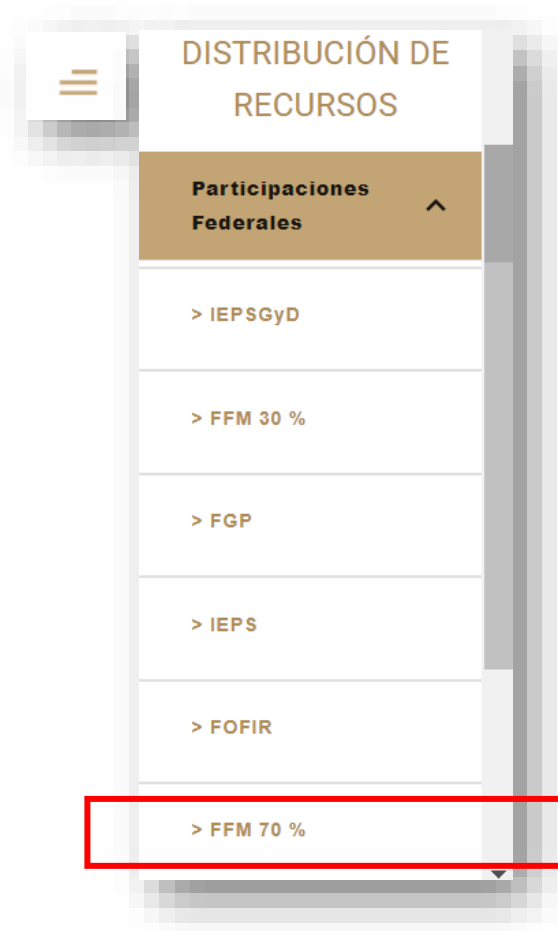 DISTRIBUCIÓN DE
RECURSOS
Participaciones
Federales
> IEPSGyD
> FFM 30 %
> FGP
> IEPS
> FOFIR
> FFM 70 %